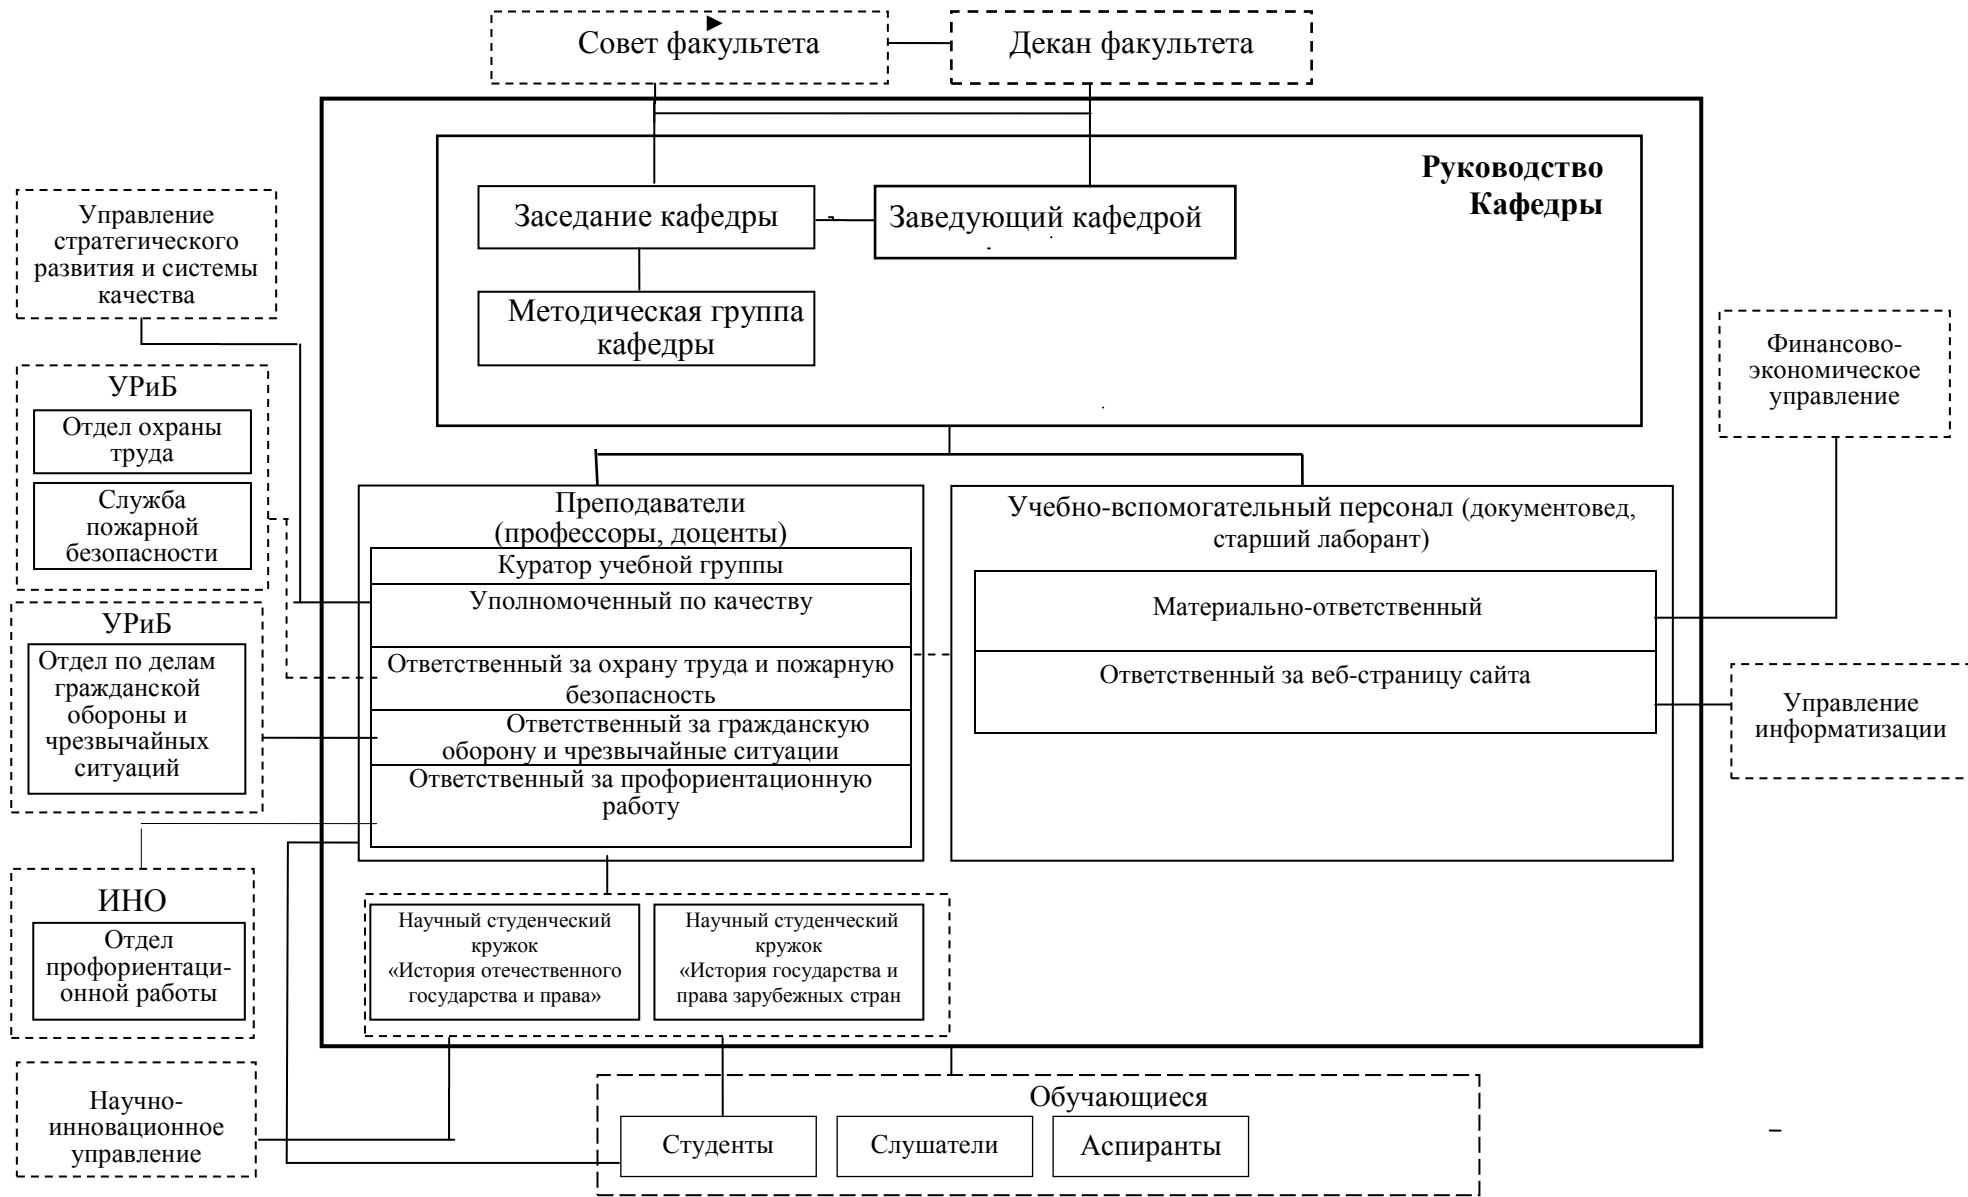 Совет факультета
Декан факультета
Руководство
Кафедры
Заседание кафедры
Заведующий кафедрой
Методическая группа
кафедры
Управление
стратегического
развития и системы
качества
УРиБ
Отдел охраны
труда
Служба
пожарной
безопасности
УРиБ
Отдел по делам
гражданской
обороны и
чрезвычайных
ситуаций
ИНО
Отдел
профориентаци-
онной работы
Научно-
инновационное
управление
Преподаватели
(профессоры, доценты)
Куратор учебной группы
Уполномоченный по качеству
Ответственный за охрану труда и пожарную
безопасность
Ответственный за гражданскую
оборону и чрезвычайные ситуации
Ответственный за профориентационную
работу
Учебно-вспомогательный персонал (документовед,
старший лаборант)
Материально-ответственный
Ответственный за веб-страницу сайта
Финансово-
экономическое
управление
Управление
информатизации
Научный студенческий
кружок
«История отечественного
государства и права»
Научный студенческий
кружок
«История государства и
права зарубежных стран
Обучающиеся
Студенты
Слушатели
Аспиранты